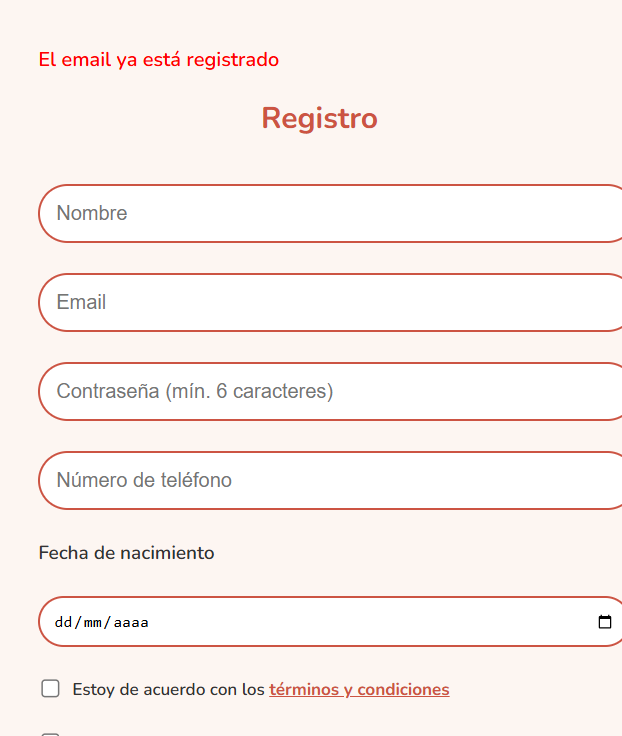 El email ya está registrado
Registro
Nombre
Email
Contraseña (mín. 6 caracteres)
Número de teléfono
Fecha de nacimiento
dd/mm/aaaa
Estoy de acuerdo con los términos y condiciones